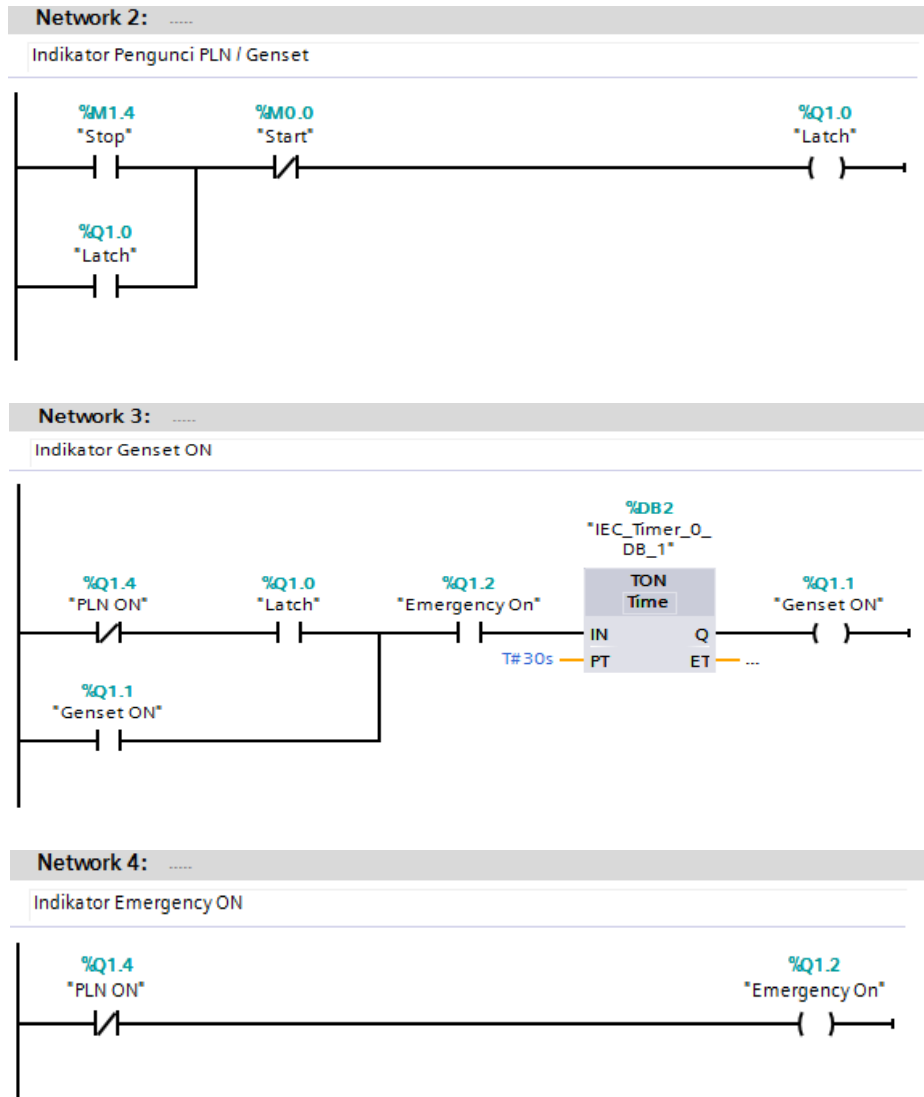 Network 2: .....
Indikator Pengunci PLN / Genset
%M1.4 %M0.0 %Q1.0
"Stop" "Start" "Latch"
%Q1.0
"Latch"
Network 3: .....
Indikator Genset ON
%DB2
"IEC_Timer_0_
DB_1"
%Q1.4 %Q1.0 %Q1.2 TON %Q1.1
"PLN ON" "Latch" "Emergency On" Time "Genset ON"
IN Q
T#30s PT ET ...
%Q1.1
"Genset ON"
Network 4: .....
Indikator Emergency ON
%Q1.4 %Q1.2
"PLN ON" "Emergency On"